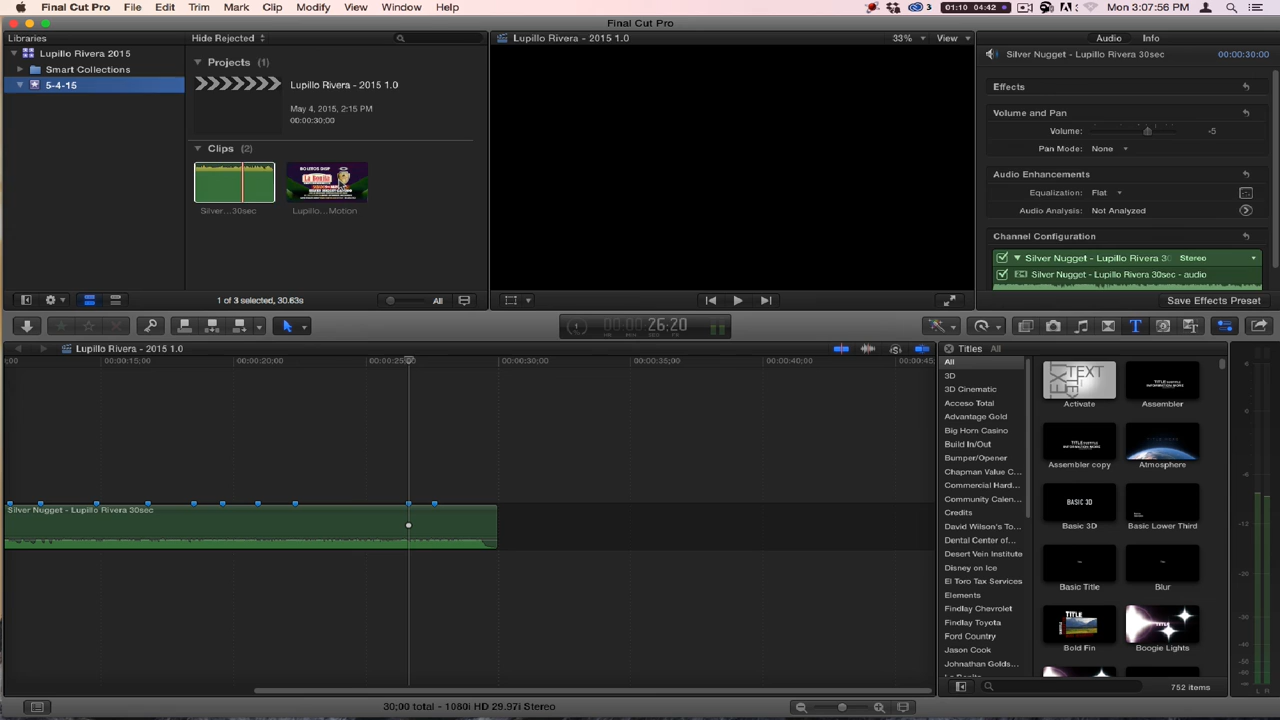 Final Cut Pro File Edit Trim Mark Clip Modify View Window Help 3 01:10 04:42 Mon 3:07:56 PM
Final Cut Pro
Libraries
Lupillo Rivera 2015
Smart Collections
5-4-15
Hide Rejected
Projects (1)
Lupillo Rivera - 2015 1.0
May 4, 2015, 2:15 PM
00:00:30;00
Clips (2)
Silver...30sec
Lupillo...Motion
1 of 3 selected, 30.63s
All
Lupillo Rivera - 2015 1.0
33%
View
Audio
Info
Silver Nugget - Lupillo Rivera 30sec
00:00:30;00
Effects
Volume and Pan
Volume:
-5
Pan Mode: None
Audio Enhancements
Equalization: Flat
Audio Analysis: Not Analyzed
Channel Configuration
Silver Nugget - Lupillo Rivera 30
Stereo
Silver Nugget - Lupillo Rivera 30sec - audio
Save Effects Preset
26:20
Lupillo Rivera - 2015 1.0
00:00:15;00
00:00:20;00
00:00:25
00:00:30;00
00:00:35;00
00:00:40;00
Silver Nugget - Lupillo Rivera 30sec
Titles All
All
3D
3D Cinematic
Acceso Total
Advantage Gold
Big Horn Casino
Build In/Out
Bumper/Opener
Chapman Value C...
Commercial Hard...
Community Calen...
Credits
David Wilson's To...
Dental Center of...
Desert Vein Institute
Disney on Ice
El Toro Tax Services
Elements
Findlay Chevrolet
Findlay Toyota
Ford Country
Jason Cook
Johnathan Golds...
Activate
Assembler
Assembler copy
Atmosphere
BASIC 3D
Basic 3D
Basic Lower Third
Basic Title
Blur
TITLE
Bold Fin
Boogie Lights
752 items
30;00 total - 1080i HD 29.97i Stereo